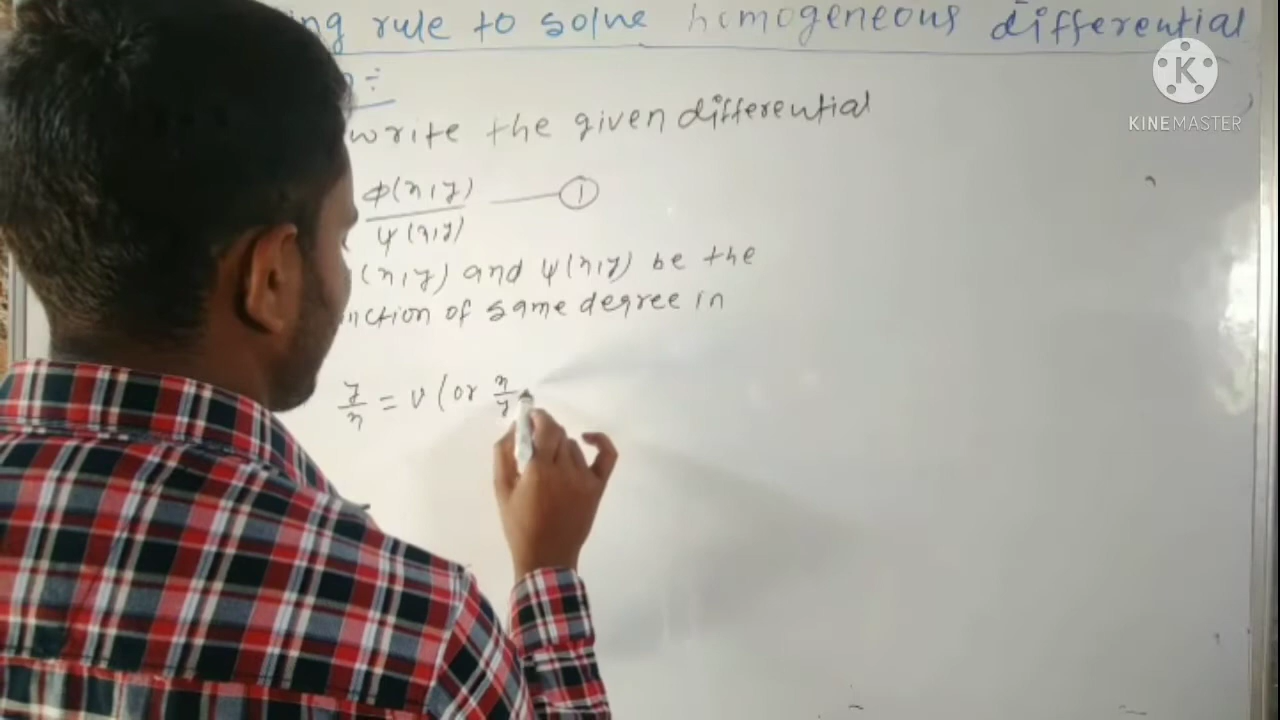 rule to solve homogeneous differential
write the given differential
φ(x,y)
ψ(x,y) ——— ①
(x,y) and ψ(x,y) be the
nction of same degree in
y/x = v (or x/y
KINEMASTER